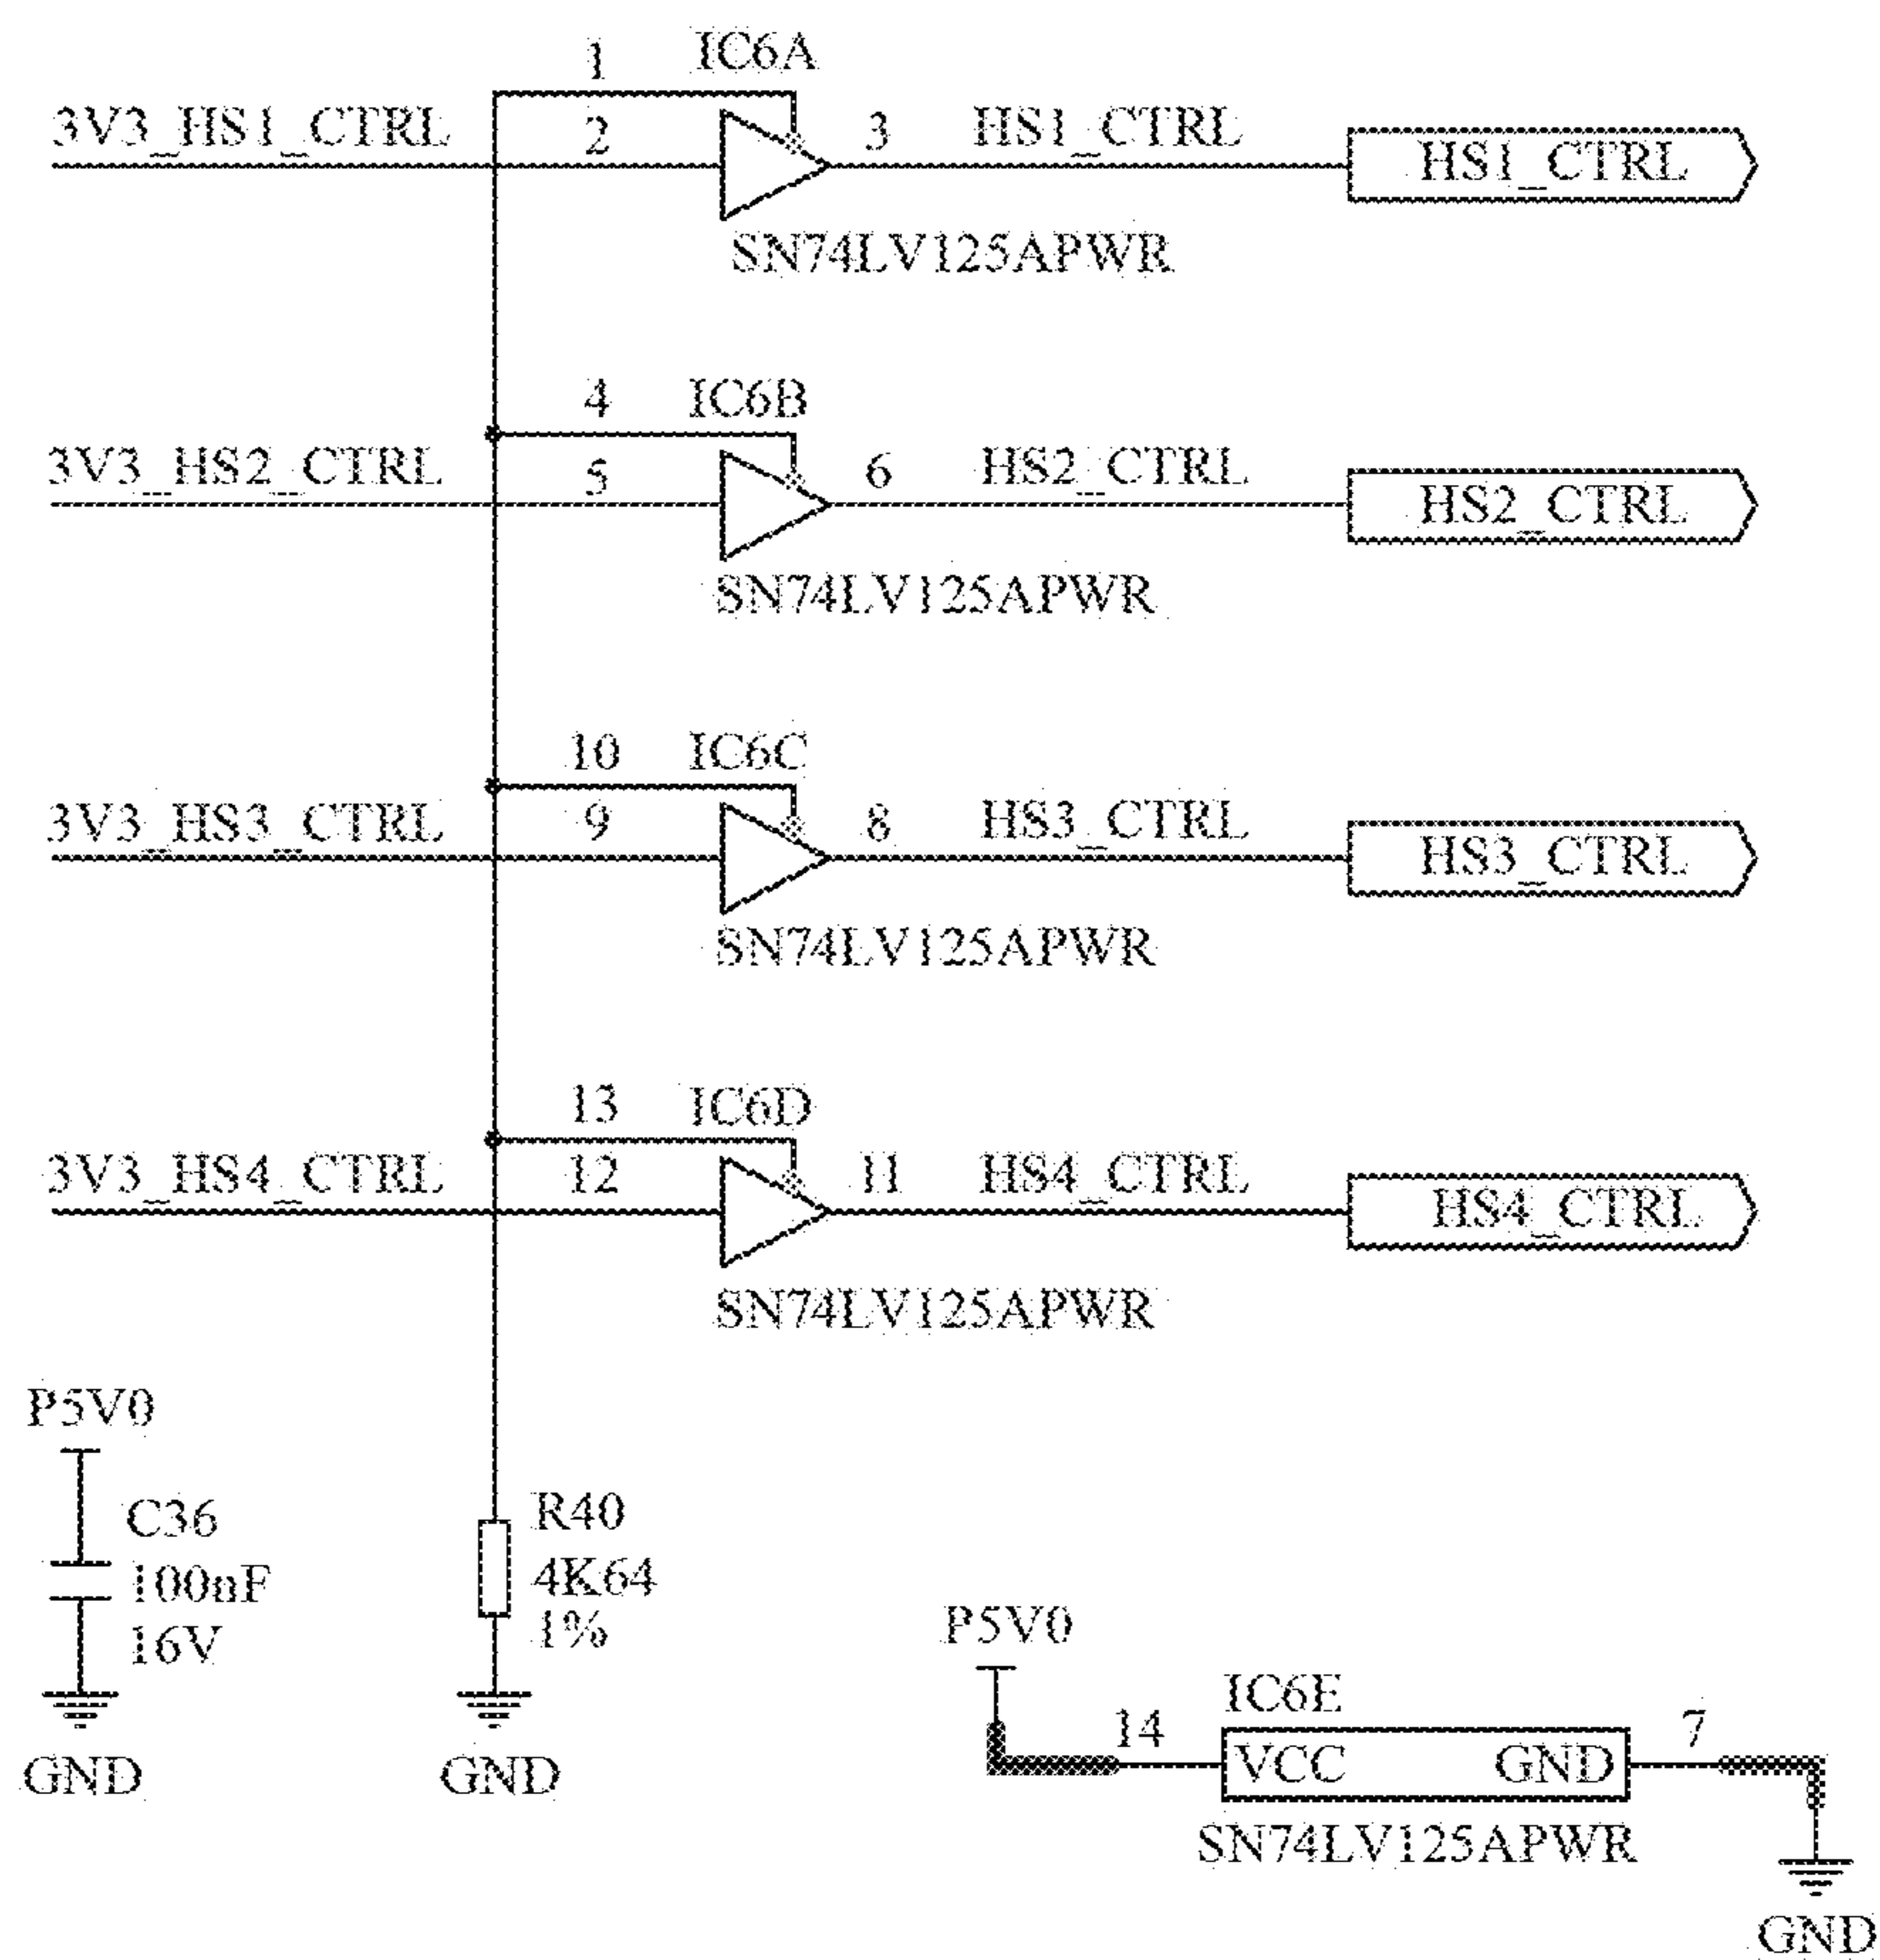 1 IC6A
3V3_HS1_CTRL 2 3 HS1_CTRL HS1_CTRL
SN74LV125APWR
4 IC6B
3V3_HS2_CTRL 5 6 HS2_CTRL HS2_CTRL
SN74LV125APWR
10 IC6C
3V3_HS3_CTRL 9 8 HS3_CTRL HS3_CTRL
SN74LV125APWR
13 IC6D
3V3_HS4_CTRL 12 11 HS4_CTRL HS4_CTRL
SN74LV125APWR
P5V0
C36
100nF
16V
GND
R40
4K64
1%
GND
P5V0
IC6E
14 VCC GND 7
SN74LV125APWR
GND